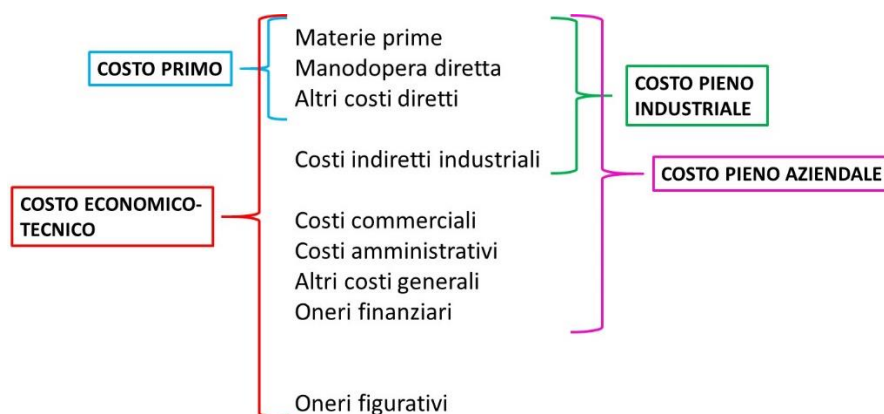 COSTO PRIMO
Materie prime
Manodopera diretta
Altri costi diretti
COSTO PIENO
INDUSTRIALE
Costi indiretti industriali
COSTO PIENO AZIENDALE
COSTO ECONOMICO-
TECNICO
Costi commerciali
Costi amministrativi
Altri costi generali
Oneri finanziari
Oneri figurativi